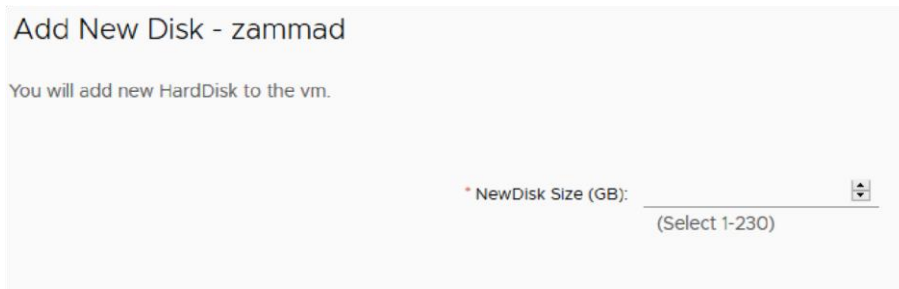 Add New Disk - zammad
You will add new HardDisk to the vm.
* NewDisk Size (GB):
(Select 1-230)